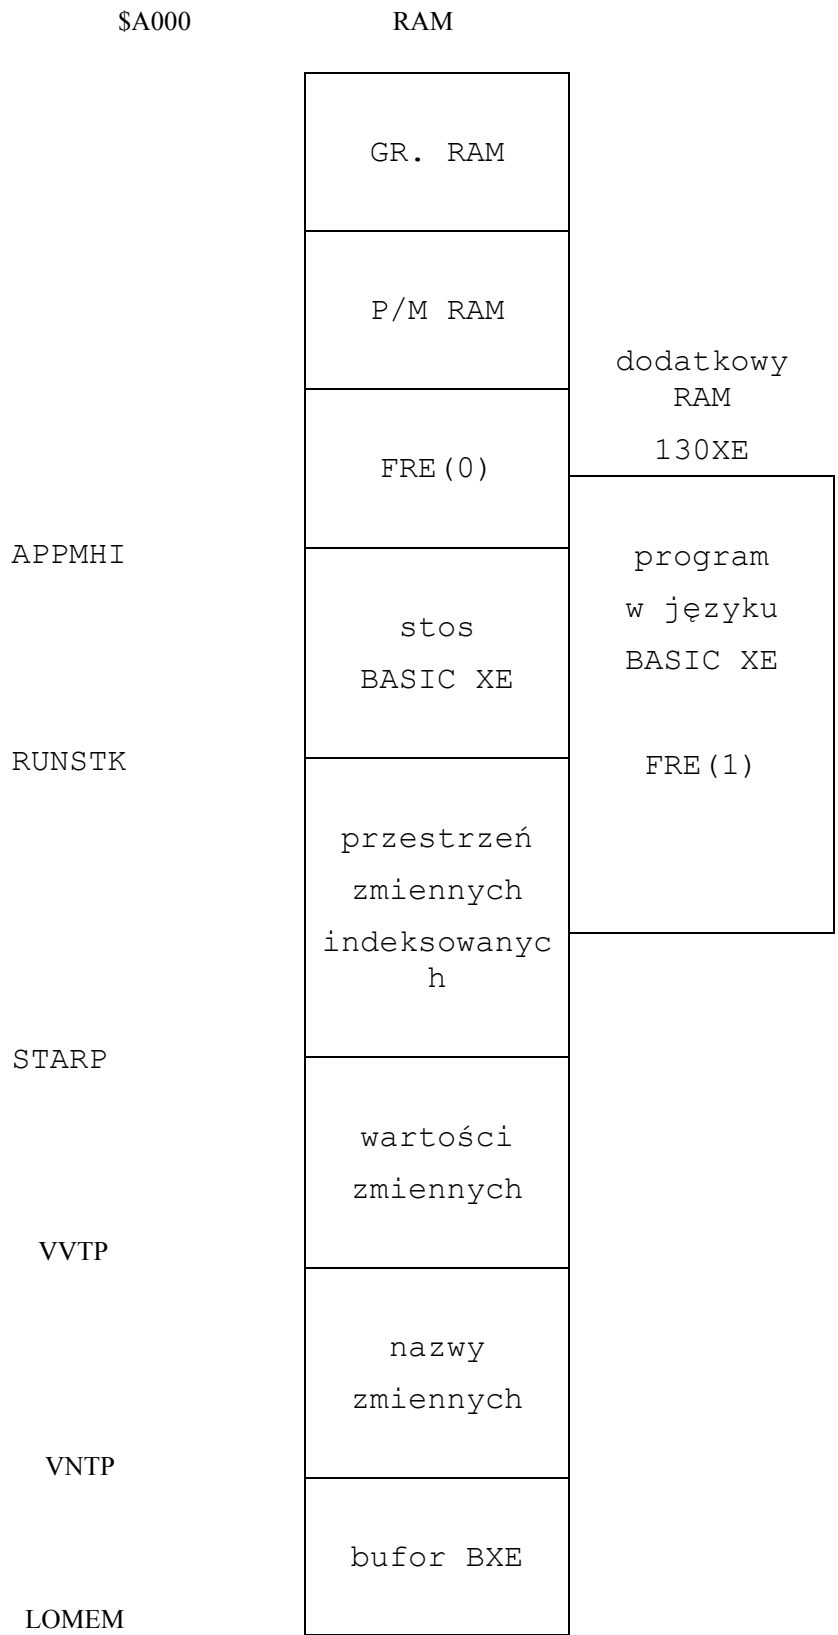 $A000 RAM
GR. RAM
P/M RAM
dodatkowy
RAM
130XE
FRE(0)
APPMHI
program
w języku
BASIC XE
FRE(1)
stos
BASIC XE
RUNSTK
przestrzeń
zmiennych
indeksowanyc
h
STARP
wartości
zmiennych
VVTP
nazwy
zmiennych
VNTP
bufor BXE
LOMEM